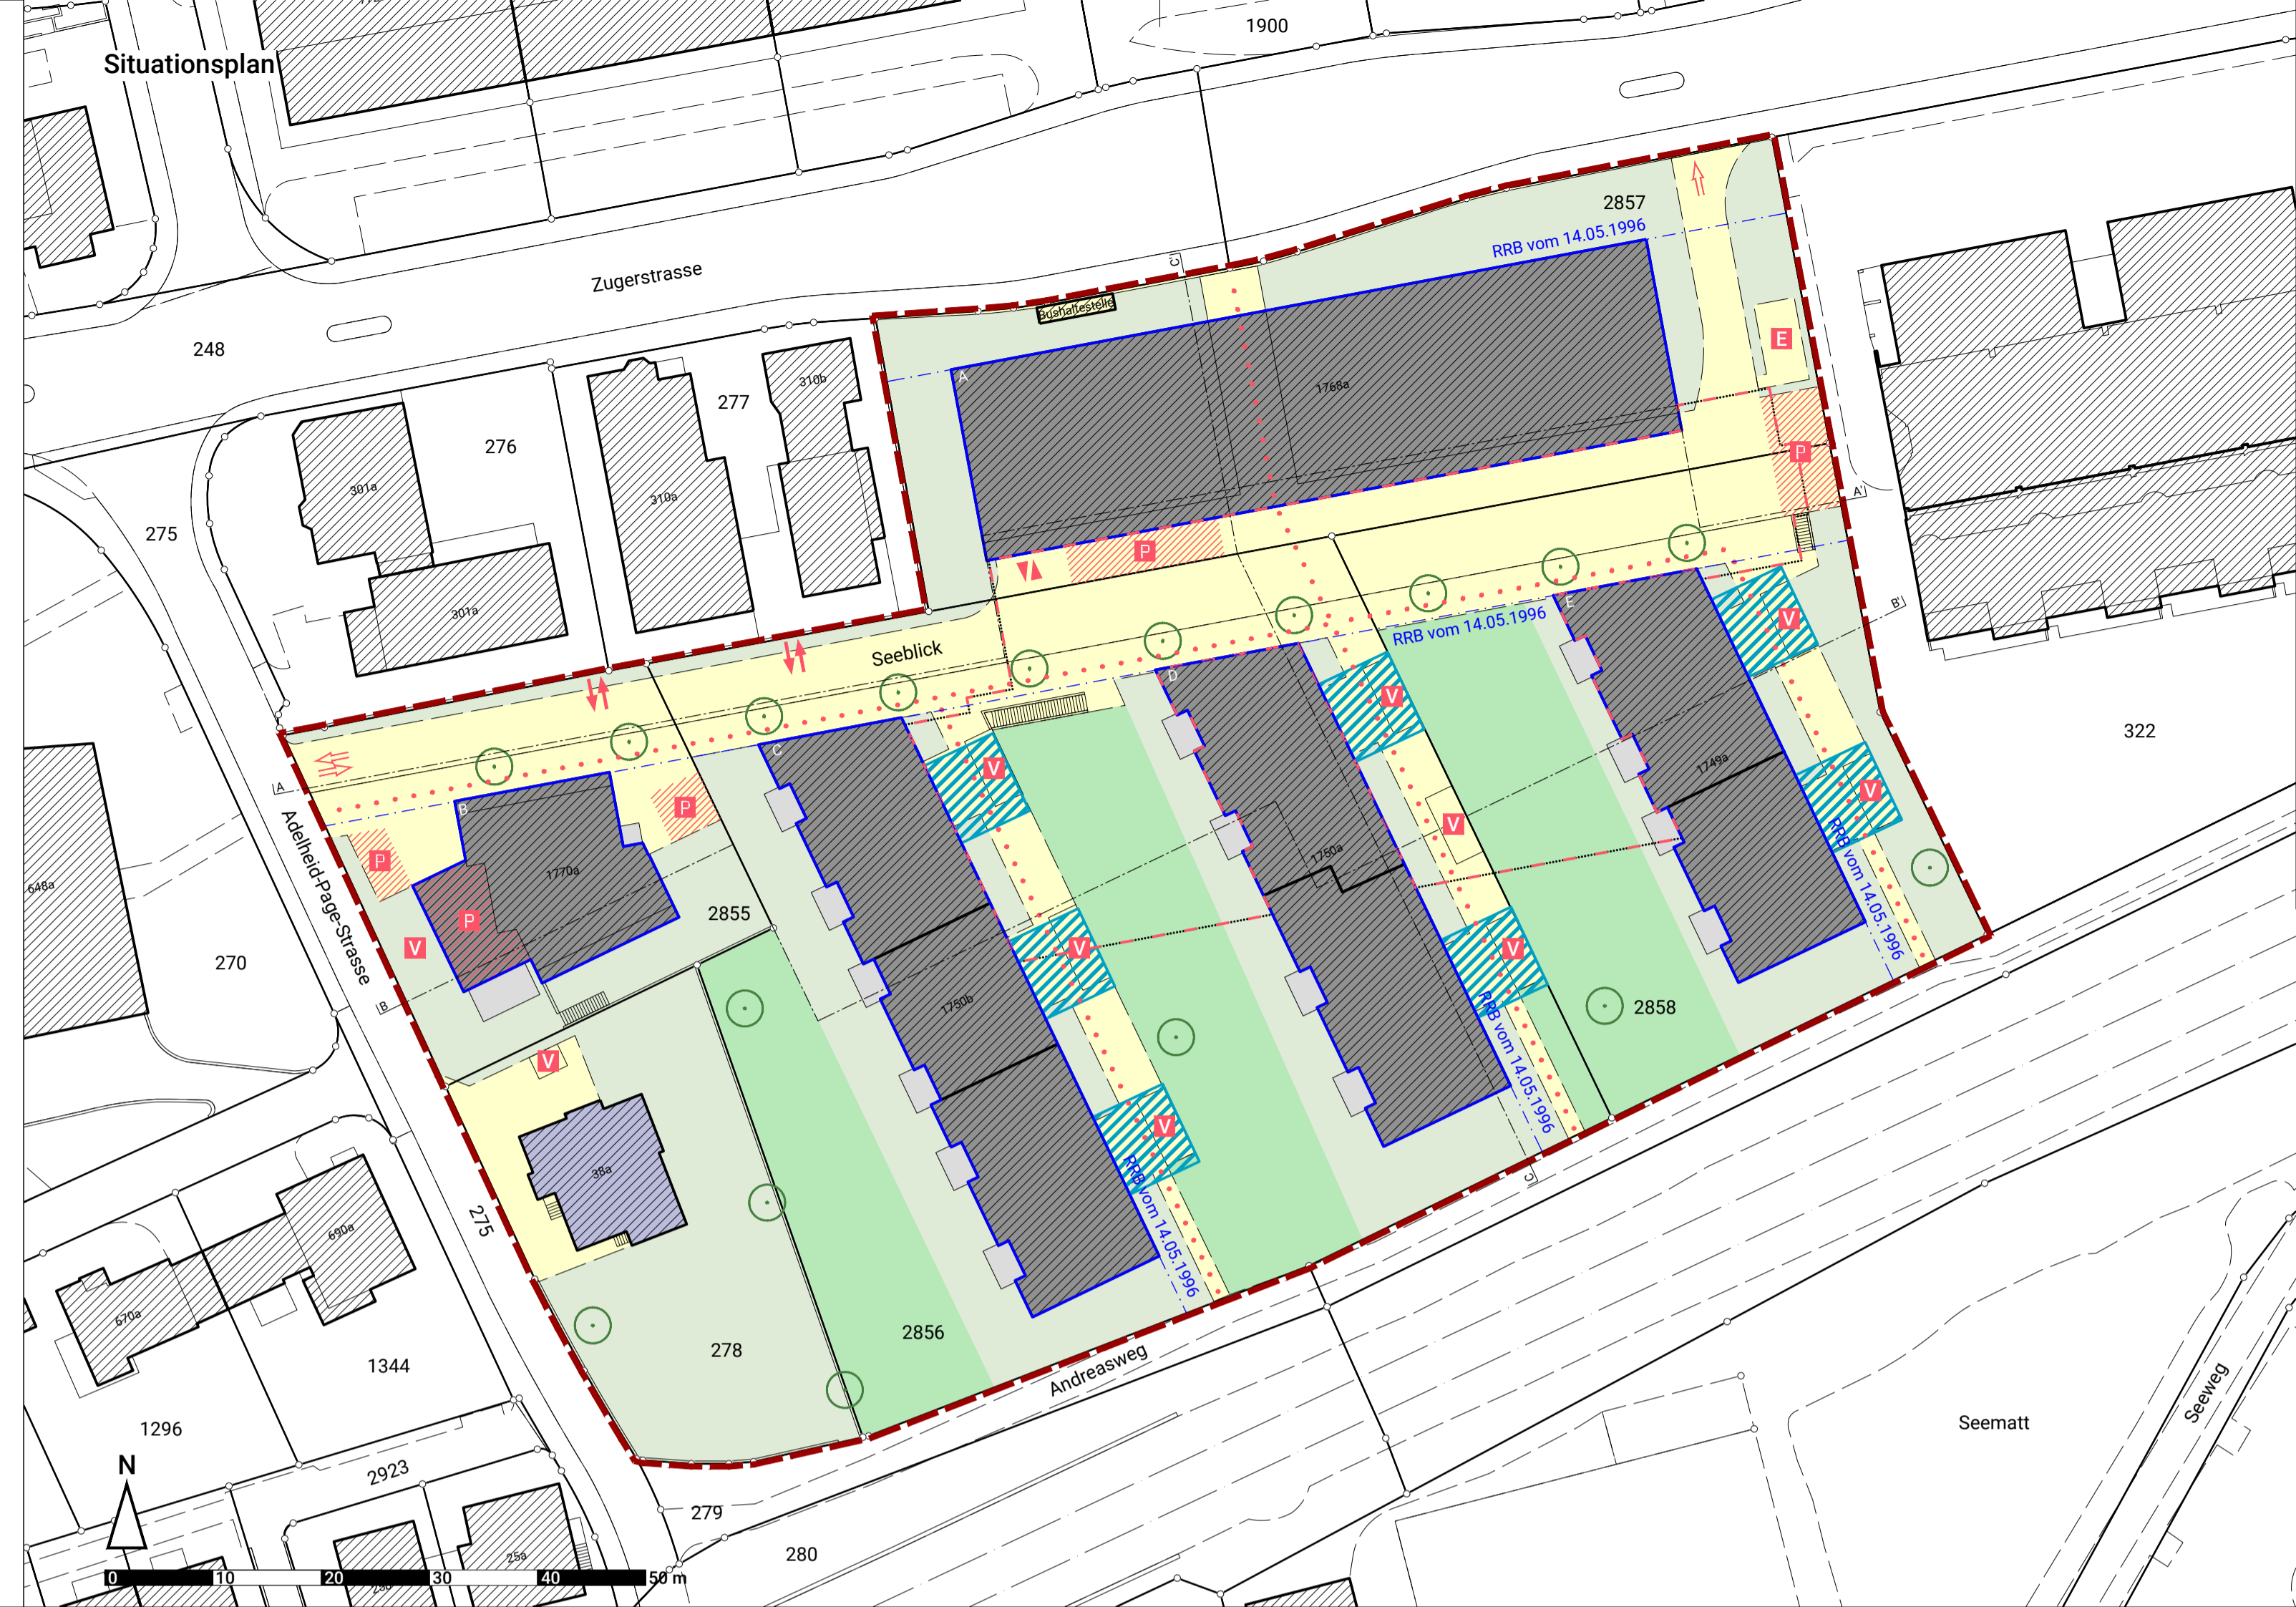 1900
Situationsplan
2857
RRB vom 14.05.1996
Zugerstrasse
C'
Bushaltestelle
248
E
310b
A
1768a
277
276
301a
310a
P
A'
275
P
301a
E
V
B'
RRB vom 14.05.1996
Seeblick
D
V
322
C
V
A
1749a
V
B
P
V
RRB vom 14.05.1996
Adelheid-Page-Strasse
P
1770a
1750a
648a
2855
P
V
V
V
270
B
1750b
2858
RRB vom 14.05.1996
V
V
38a
C
RRB vom 14.05.1996
275
690a
670a
278
2856
Andreasweg
1344
Seeweg
1296
Seematt
N
2923
279
280
25a
0 10 20 30 40 50 m